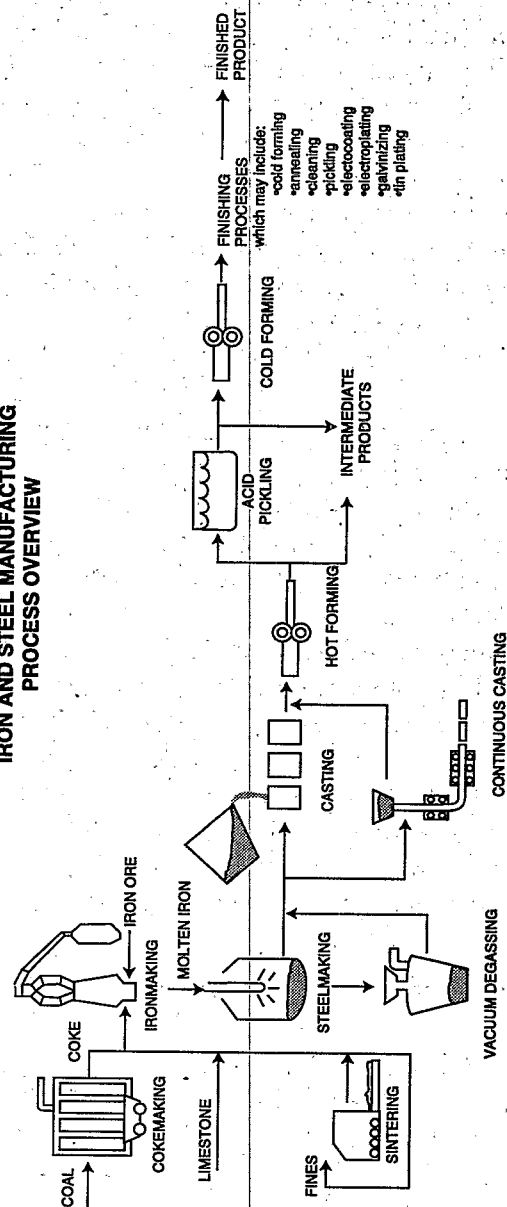 IRON AND STEEL MANUFACTURING
PROCESS OVERVIEW
COAL
COKEMAKING
COKE
IRON ORE
IRONMAKING
LIMESTONE
FINES
SINTERING
MOLTEN IRON
STEELMAKING
VACUUM DEGASSING
CASTING
CONTINUOUS CASTING
HOT FORMING
ACID
PICKLING
INTERMEDIATE
PRODUCTS
COLD FORMING
FINISHING
PROCESSES
which may include:
•cold forming
•annealing
•cleaning
•pickling
•electocoating
•electroplating
•galvinizing
•tin plating
FINISHED
PRODUCT